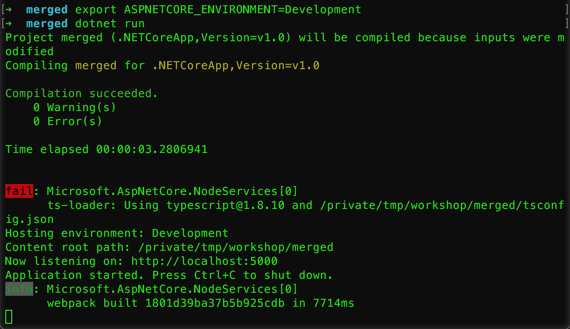 [➜  merged export ASPNETCORE_ENVIRONMENT=Development ]
[➜  merged dotnet run ]
Project merged (.NETCoreApp,Version=v1.0) will be compiled because inputs were m
odified
Compiling merged for .NETCoreApp,Version=v1.0
Compilation succeeded.
    0 Warning(s)
    0 Error(s)
Time elapsed 00:00:03.2806941
fail: Microsoft.AspNetCore.NodeServices[0]
      ts-loader: Using typescript@1.8.10 and /private/tmp/workshop/merged/tsconf
ig.json
Hosting environment: Development
Content root path: /private/tmp/workshop/merged
Now listening on: http://localhost:5000
Application started. Press Ctrl+C to shut down.
info: Microsoft.AspNetCore.NodeServices[0]
      webpack built 1801d39ba37b5b925cdb in 7714ms